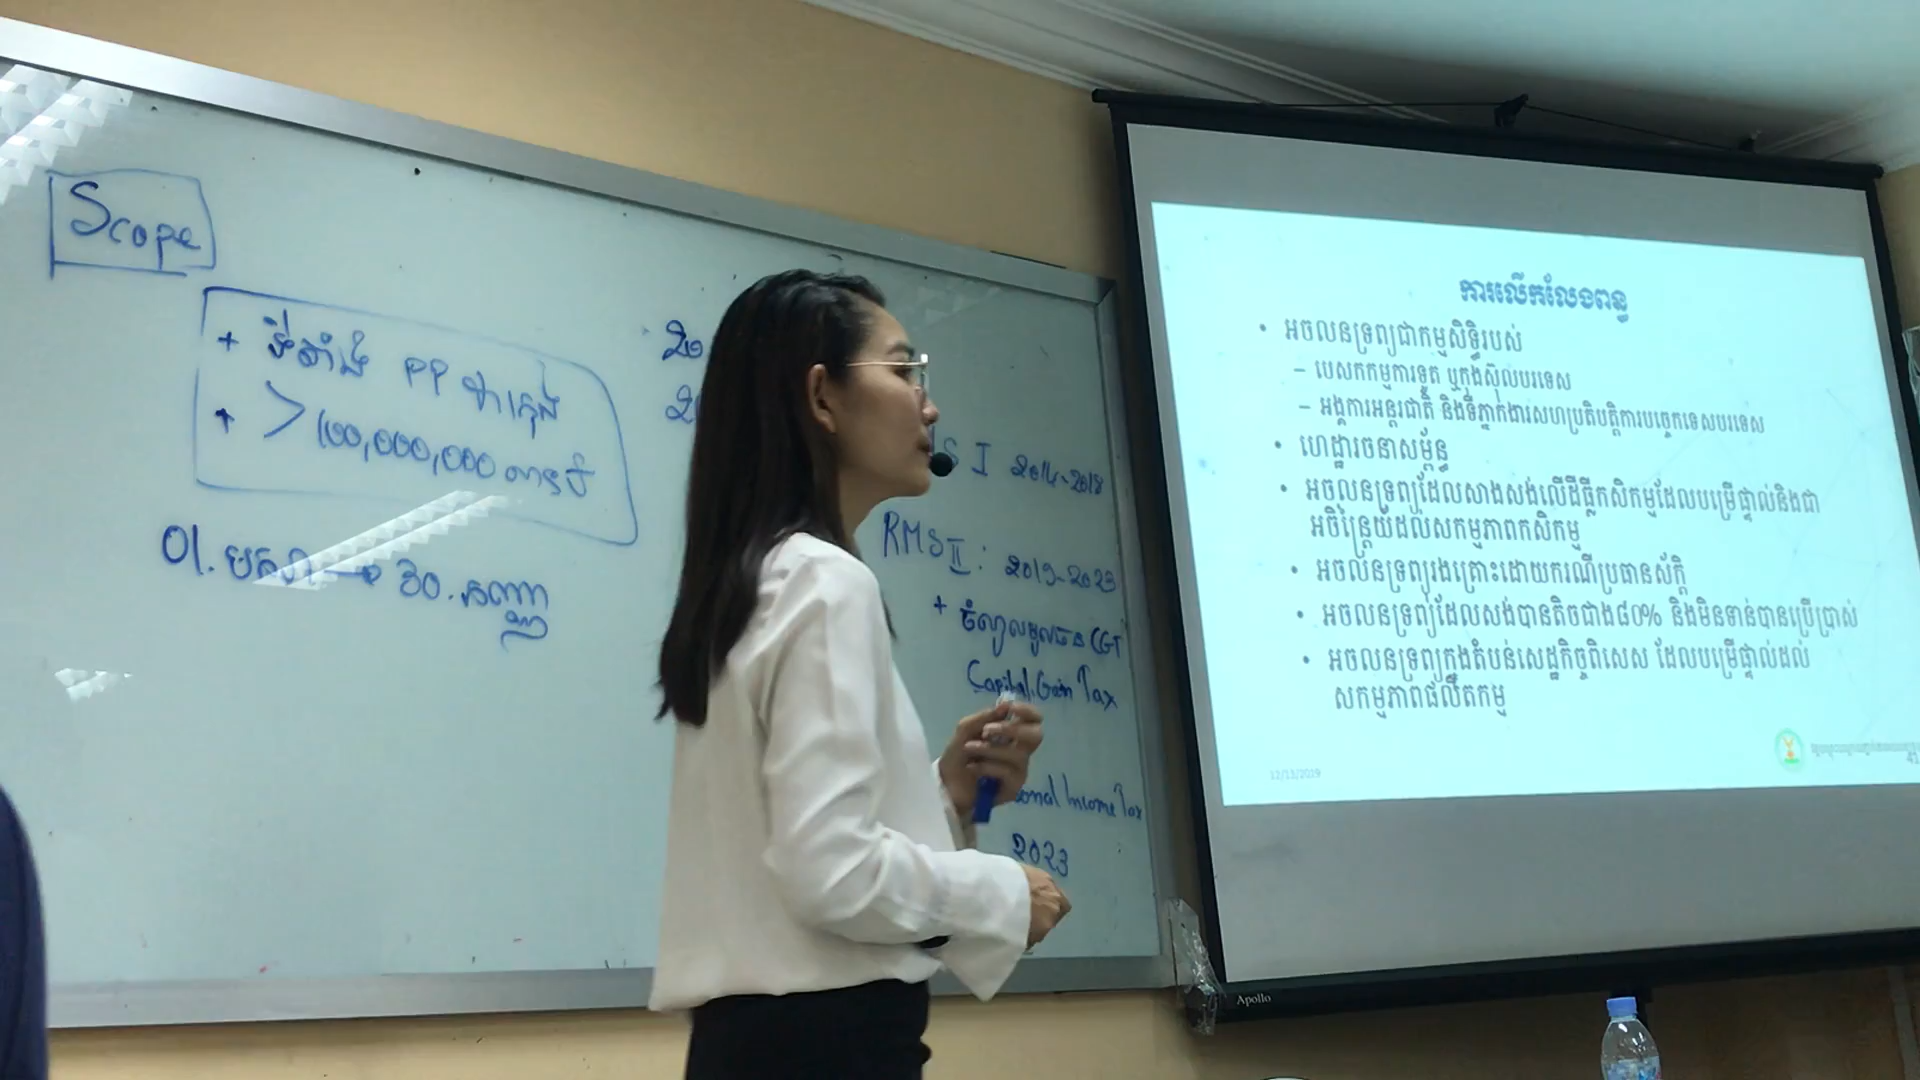 Scope
+ ទីតាំង PP ថាក្រុង
+ > 100,000,000
01. មករា → 30. កញ្ញា
20
20
S I 2014-2018
RMS II : 2019-2023
+ ចំណេញមូលធន CGT
Capital Gain Tax
onal Income Tax
2023
ការលើកលែងពន្ធ
• អចលនទ្រព្យជាកម្មសិទ្ធិរបស់
– បេសកកម្មការទូត ឬកុងស៊ុលបរទេស
– អង្គការអន្តរជាតិ និងទីភ្នាក់ងារសហប្រតិបត្តិការបច្ចេកទេសបរទេស
• ហេដ្ឋារចនាសម្ព័ន្ធ
• អចលនទ្រព្យដែលសាងសង់លើដីធ្លីកសិកម្មដែលបម្រើផ្ទាល់និងជា
អចិន្ត្រៃយ៍ដល់សកម្មភាពកសិកម្ម
• អចលនទ្រព្យរងគ្រោះដោយករណីប្រធានស័ក្តិ
• អចលនទ្រព្យដែលសង់បានតិចជាង៨០% និងមិនទាន់បានប្រើប្រាស់
• អចលនទ្រព្យក្នុងតំបន់សេដ្ឋកិច្ចពិសេស ដែលបម្រើផ្ទាល់ដល់
សកម្មភាពផលិតកម្ម
12/13/2019
Apollo